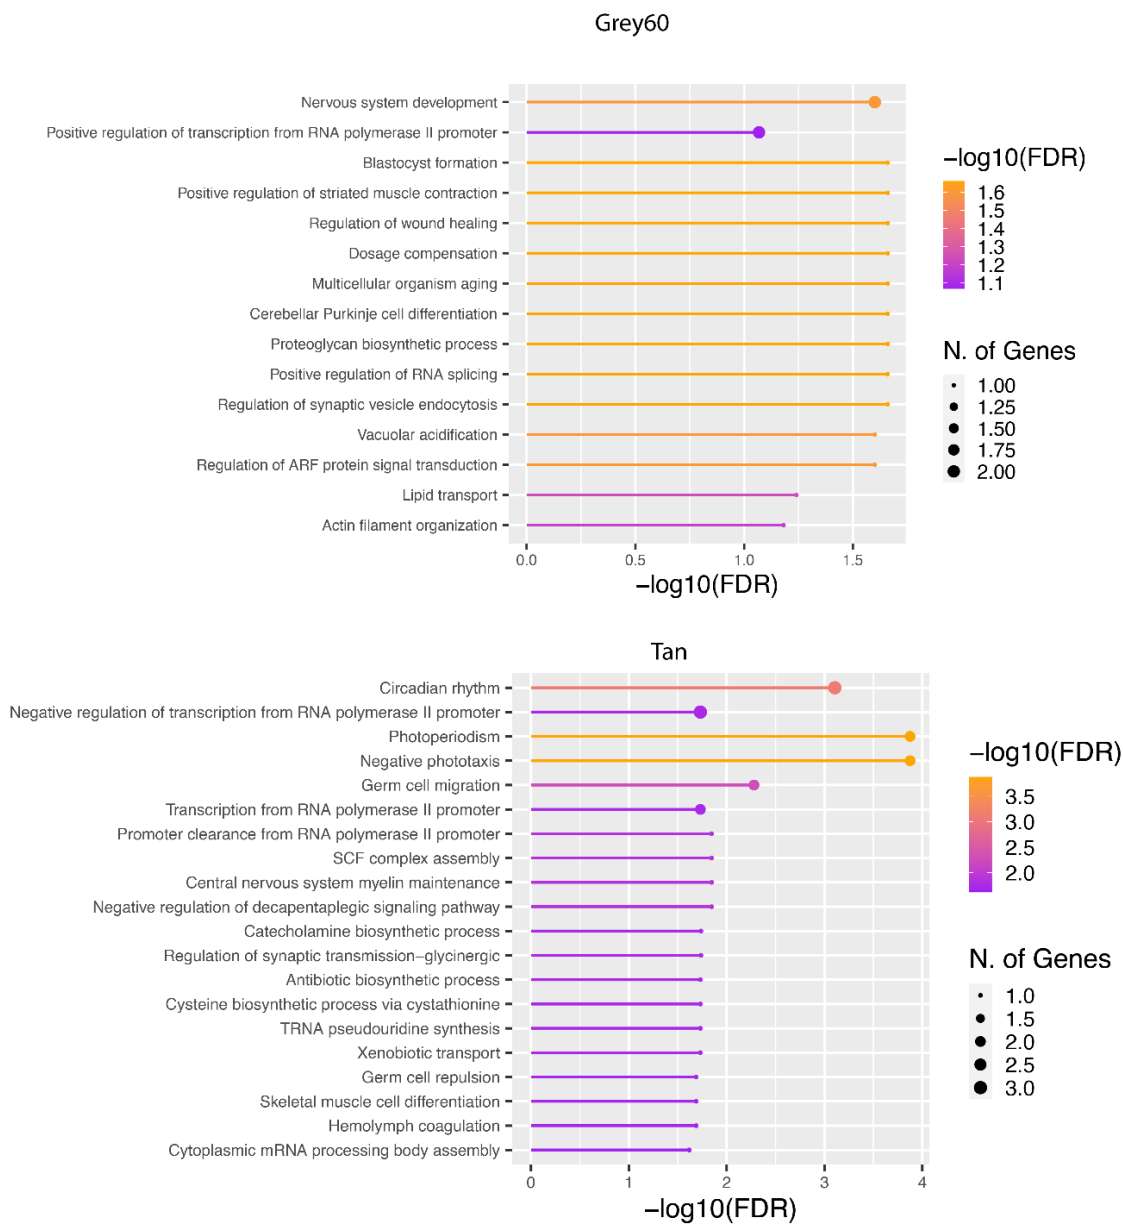 Grey60
Nervous system development
Positive regulation of transcription from RNA polymerase II promoter
Blastocyst formation
Positive regulation of striated muscle contraction
Regulation of wound healing
Dosage compensation
Multicellular organism aging
Cerebellar Purkinje cell differentiation
Proteoglycan biosynthetic process
Positive regulation of RNA splicing
Regulation of synaptic vesicle endocytosis
Vacuolar acidification
Regulation of ARF protein signal transduction
Lipid transport
Actin filament organization
0.0 0.5 1.0 1.5
−log10(FDR)
−log10(FDR)
1.6
1.5
1.4
1.3
1.2
1.1
N. of Genes
1.00
1.25
1.50
1.75
2.00
Tan
Circadian rhythm
Negative regulation of transcription from RNA polymerase II promoter
Photoperiodism
Negative phototaxis
Germ cell migration
Transcription from RNA polymerase II promoter
Promoter clearance from RNA polymerase II promoter
SCF complex assembly
Central nervous system myelin maintenance
Negative regulation of decapentaplegic signaling pathway
Catecholamine biosynthetic process
Regulation of synaptic transmission−glycinergic
Antibiotic biosynthetic process
Cysteine biosynthetic process via cystathionine
TRNA pseudouridine synthesis
Xenobiotic transport
Germ cell repulsion
Skeletal muscle cell differentiation
Hemolymph coagulation
Cytoplasmic mRNA processing body assembly
0 1 2 3 4
−log10(FDR)
−log10(FDR)
3.5
3.0
2.5
2.0
N. of Genes
1.0
1.5
2.0
2.5
3.0